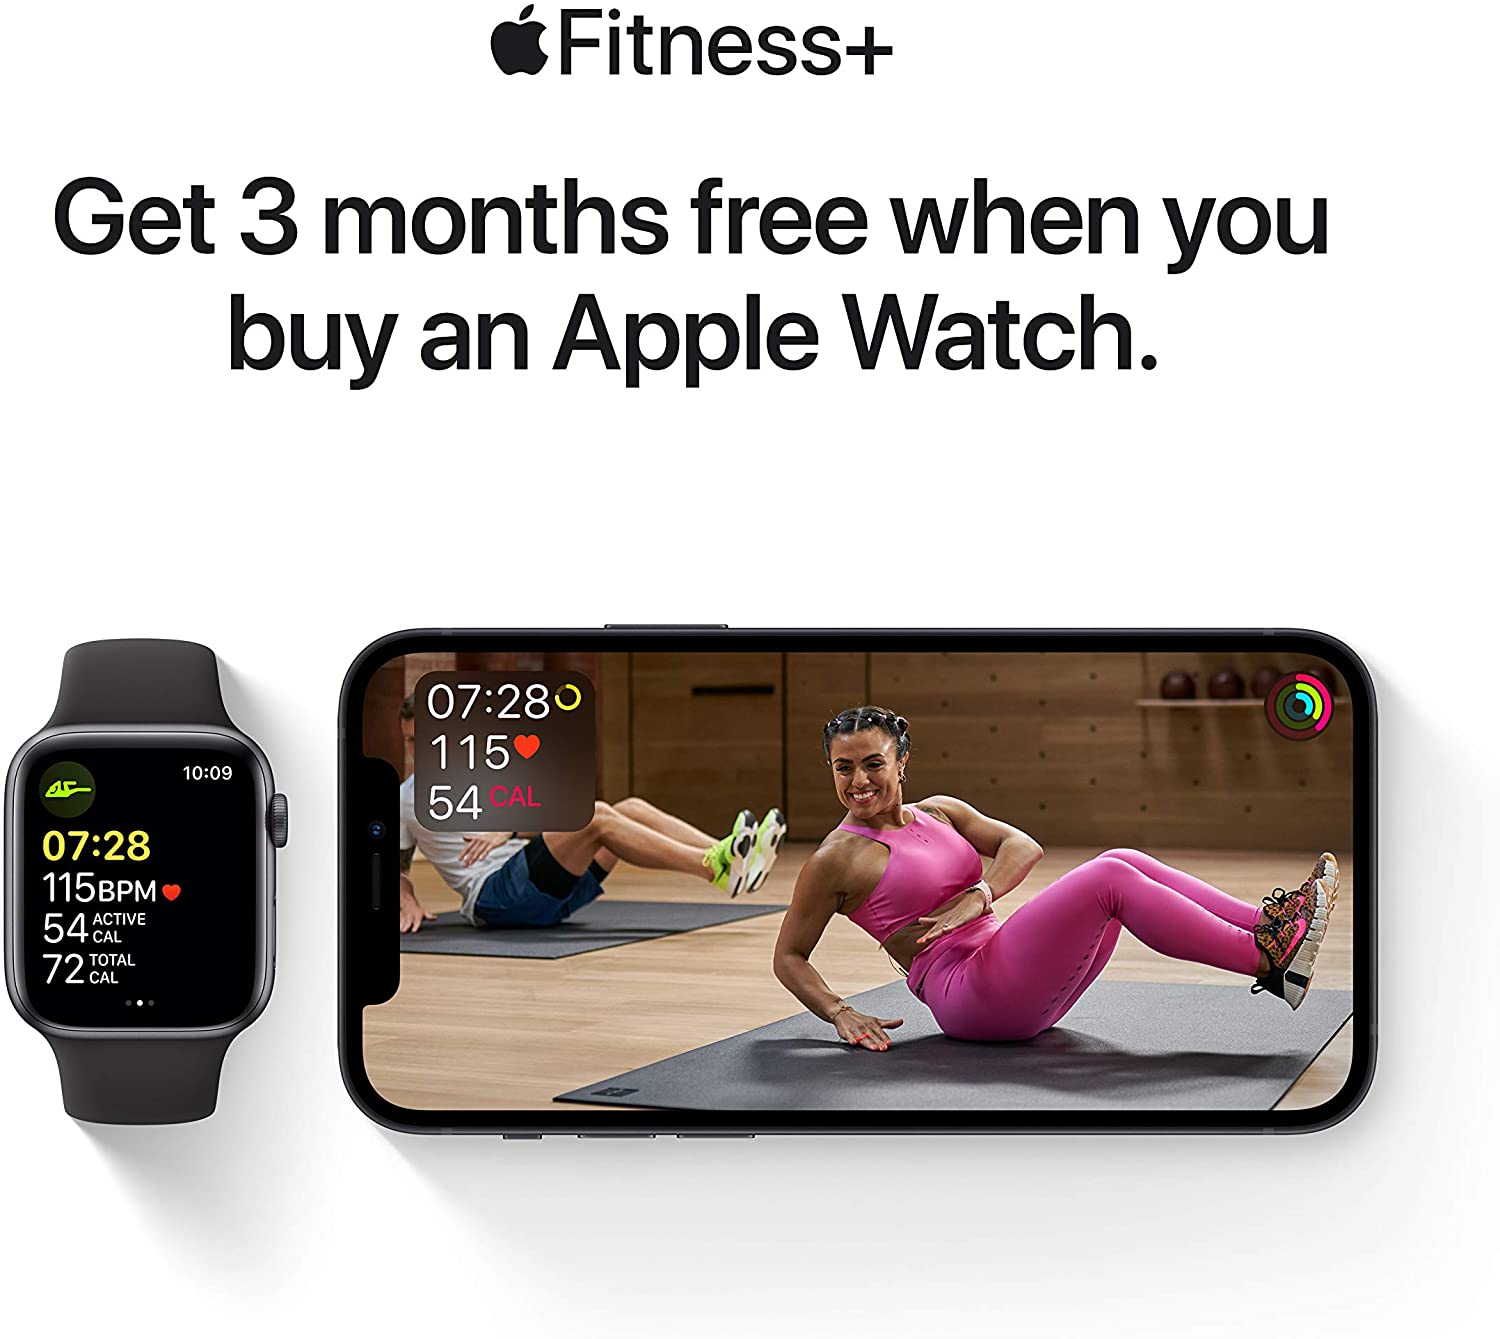 Fitness+
Get 3 months free when you
buy an Apple Watch.
10:09
07:28
115BPM
54 ACTIVE CAL
72 TOTAL CAL
07:28
115
54 CAL